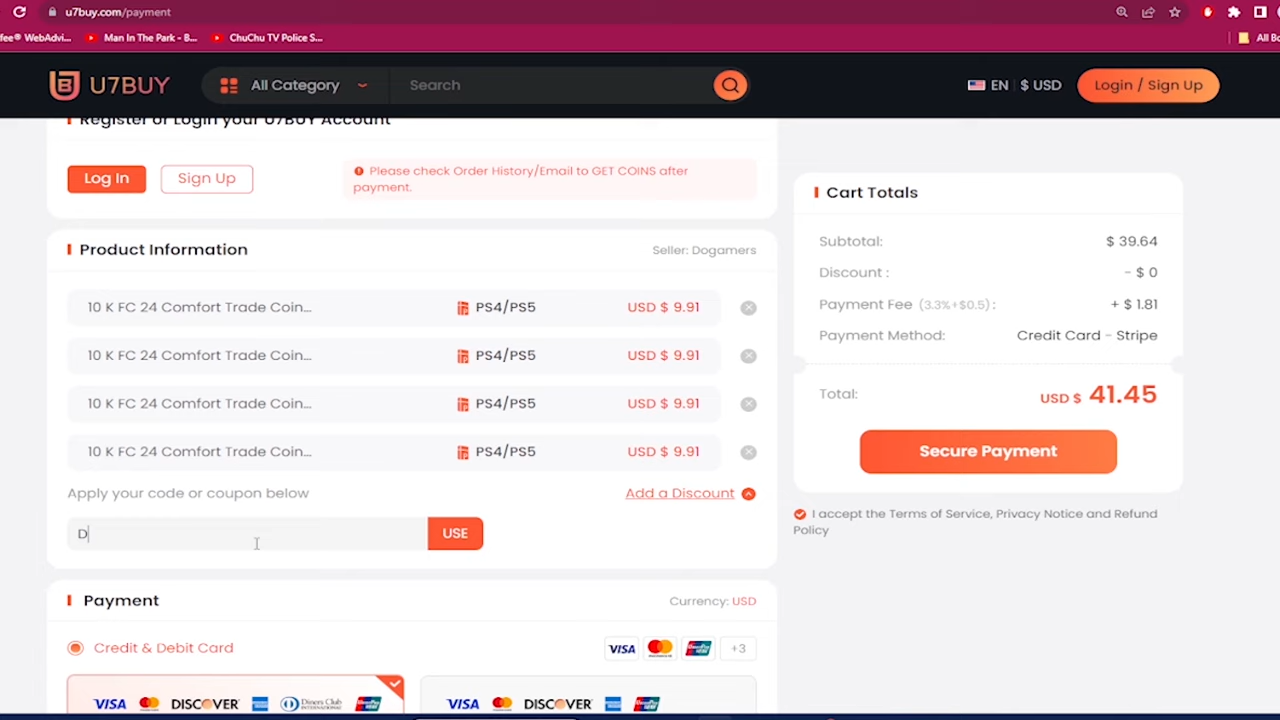 u7buy.com/payment
fee® WebAdvi... Man In The Park - B... ChuChu TV Police S... All Bo
U7BUY All Category Search EN $ USD Login / Sign Up
Register or Login your U7BUY Account
Log In Sign Up
Please check Order History/Email to GET COINS after
payment.
Product Information Seller: Dogamers
10 K FC 24 Comfort Trade Coin... PS4/PS5 USD $ 9.91
10 K FC 24 Comfort Trade Coin... PS4/PS5 USD $ 9.91
10 K FC 24 Comfort Trade Coin... PS4/PS5 USD $ 9.91
10 K FC 24 Comfort Trade Coin... PS4/PS5 USD $ 9.91
Apply your code or coupon below Add a Discount
D USE
Payment Currency: USD
Credit & Debit Card VISA +3
VISA DISCOVER Diners Club INTERNATIONAL VISA DISCOVER
Cart Totals
Subtotal: $ 39.64
Discount : - $ 0
Payment Fee (3.3%+$0.5) : + $ 1.81
Payment Method: Credit Card - Stripe
Total: USD $ 41.45
Secure Payment
I accept the Terms of Service, Privacy Notice and Refund
Policy